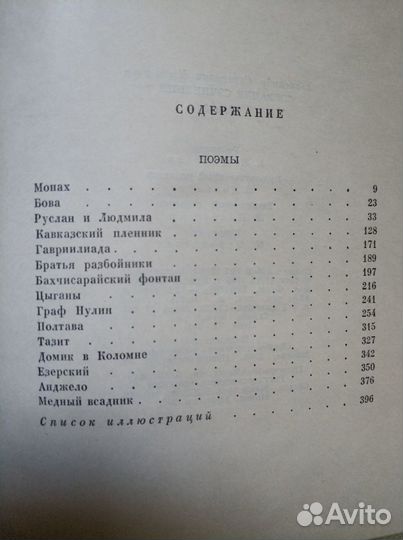 СОДЕРЖАНИЕ
ПОЭМЫ
Монах . . . . . . . . . . 9
Бова . . . . . . . . . . 23
Руслан и Людмила . . . . . . . . 33
Кавказский пленник . . . . . . . . 128
Гавриилиада . . . . . . . . . 171
Братья разбойники . . . . . . . . 189
Бахчисарайский фонтан . . . . . . . 197
Цыганы . . . . . . . . . . 216
Граф Нулин . . . . . . . . . 241
Полтава . . . . . . . . . . 254
Тазит . . . . . . . . . . 315
Домик в Коломне . . . . . . . . 327
Езерский . . . . . . . . . 342
Анджело . . . . . . . . . 350
Медный всадник . . . . . . . . 376
Список иллюстраций . . . . . . 396
Avito